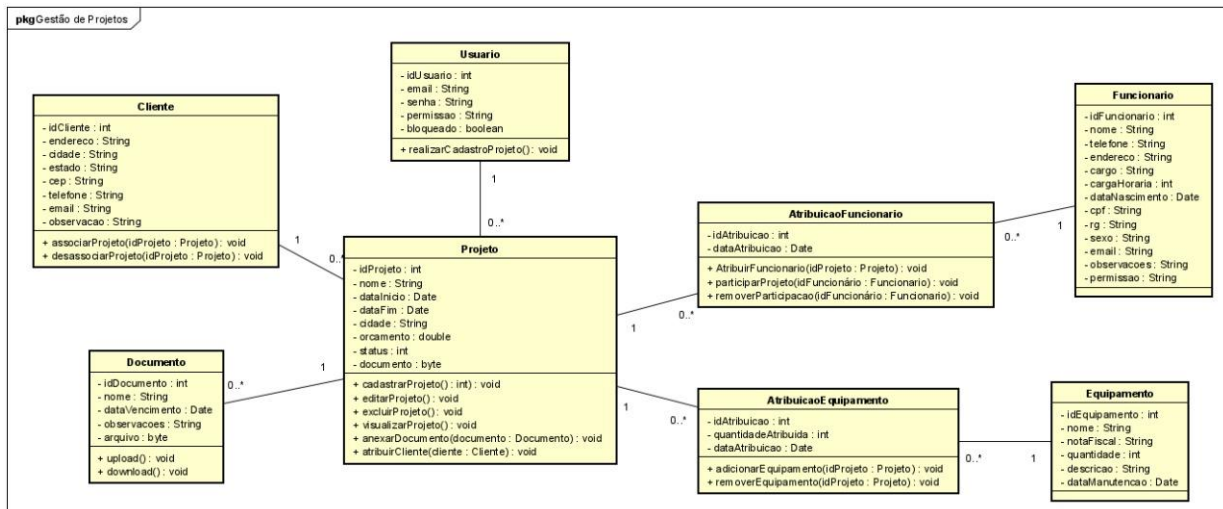 pkg Gestão de Projetos
Usuario
- idUsuario : int
- email : String
- senha : String
- permissao : String
- bloqueado : boolean
+ realizarCadastroProjeto() : void
Cliente
- idCliente : int
- endereco : String
- cidade : String
- estado : String
- cep : String
- telefone : String
- email : String
- observacao : String
+ associarProjeto(idProjeto : Projeto) : void
+ desassociarProjeto(idProjeto : Projeto) : void
Funcionario
- idFuncionario : int
- nome : String
- telefone : String
- endereco : String
- cargo : String
- cargaHoraria : int
- dataNascimento : Date
- cpf : String
- rg : String
- sexo : String
- email : String
- observacoes : String
- permissao : String
1
0..*
1
0..*
AtribuicaoFuncionario
- idAtribuicao : int
- dataAtribuicao : Date
+ AtribuirFuncionario(idProjeto : Projeto) : void
+ participarProjeto(idFuncionário : Funcionario) : void
+ removerParticipacao(idFuncionário : Funcionario) : void
0..*
1
Projeto
- idProjeto : int
- nome : String
- dataInicio : Date
- dataFim : Date
- cidade : String
- orcamento : double
- status : int
- documento : byte
+ cadastrarProjeto() : int) : void
+ editarProjeto() : void
+ excluirProjeto() : void
+ visualizarProjeto() : void
+ anexarDocumento(documento : Documento) : void
+ atribuirCliente(cliente : Cliente) : void
1
0..*
Documento
- idDocumento : int
- nome : String
- dataVencimento : Date
- observacoes : String
- arquivo : byte
+ upload() : void
+ download() : void
0..*
1
1
0..*
AtribuicaoEquipamento
- idAtribuicao : int
- quantidadeAtribuida : int
- dataAtribuicao : Date
+ adicionarEquipamento(idProjeto : Projeto) : void
+ removerEquipamento(idProjeto : Projeto) : void
0..*
1
Equipamento
- idEquipamento : int
- nome : String
- notaFiscal : String
- quantidade : int
- descricao : String
- dataManutencao : Date